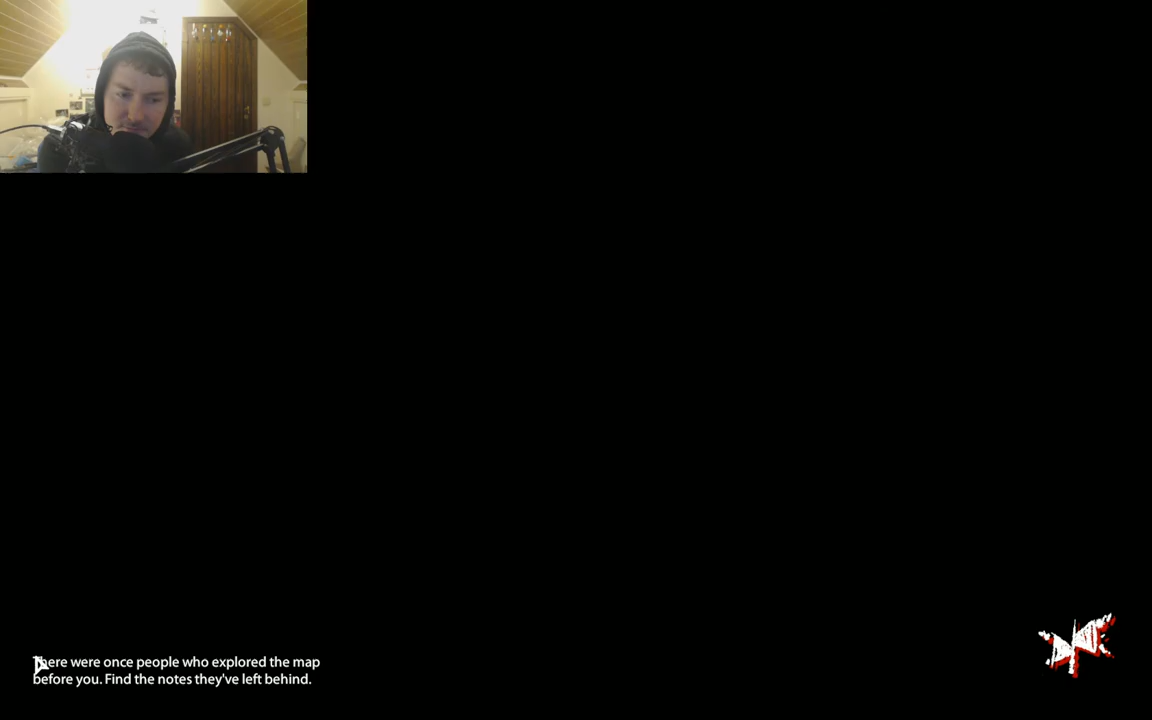 There were once people who explored the map
before you. Find the notes they've left behind.